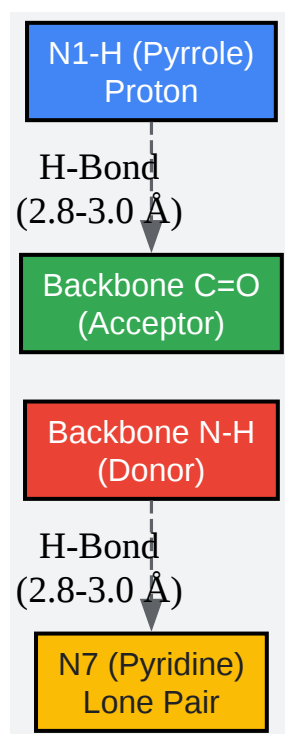 N1-H (Pyrrole)
Proton
H-Bond
(2.8-3.0 Å)
Backbone C=O
(Acceptor)
Backbone N-H
(Donor)
H-Bond
(2.8-3.0 Å)
N7 (Pyridine)
Lone Pair